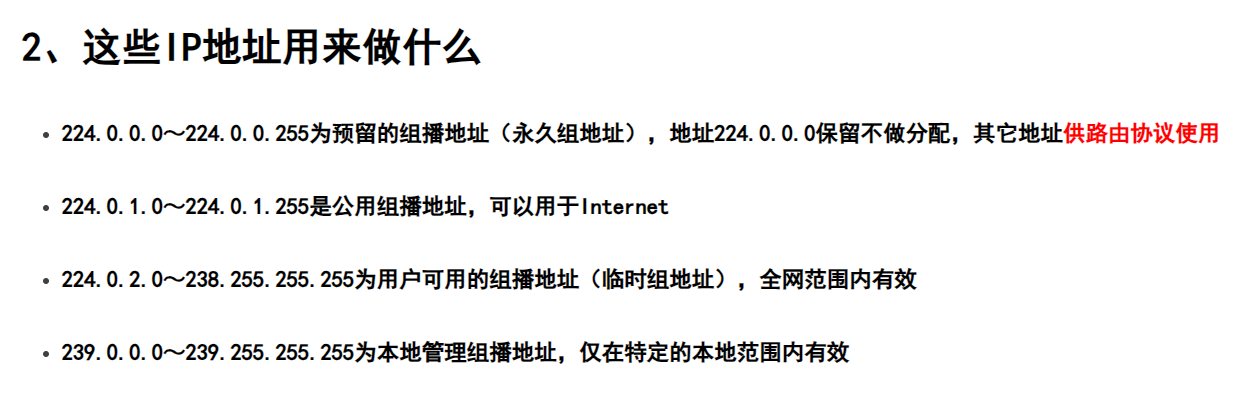 2、这些IP地址用来做什么
• 224.0.0.0～224.0.0.255为预留的组播地址（永久组地址），地址224.0.0.0保留不做分配，其它地址供路由协议使用
• 224.0.1.0～224.0.1.255是公用组播地址，可以用于Internet
• 224.0.2.0～238.255.255.255为用户可用的组播地址（临时组地址），全网范围内有效
• 239.0.0.0～239.255.255.255为本地管理组播地址，仅在特定的本地范围内有效